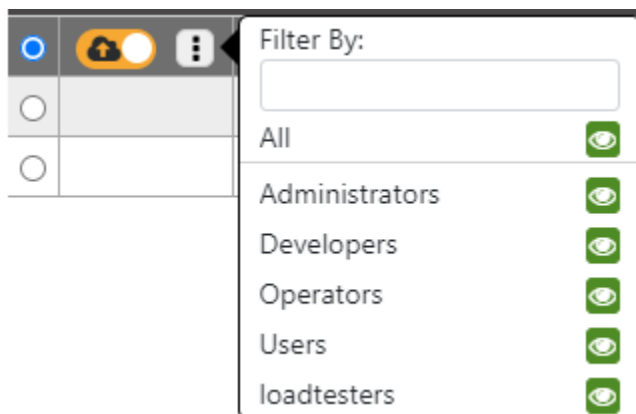 Filter By:
All
Administrators
Developers
Operators
Users
loadtesters